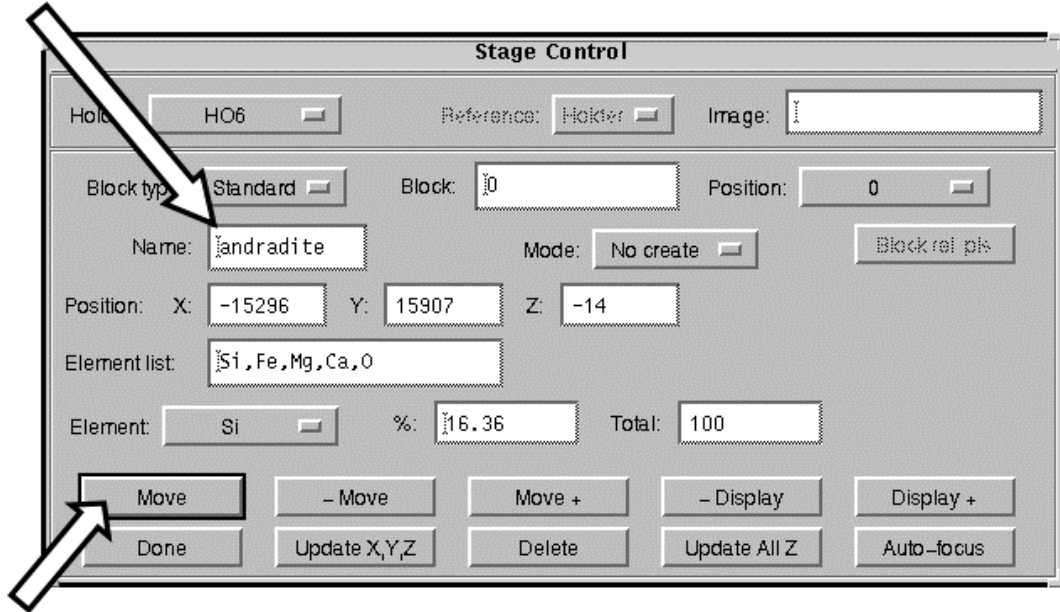 Stage Control
Hold HO6 Reference: Holder Image:
Block typ Standard Block: 0 Position: 0
Name: andradite Mode: No create Block rel. pls
Position: X: -15296 Y: 15907 Z: -14
Element list: Si,Fe,Mg,Ca,O
Element: Si %: 16.36 Total: 100
Move – Move Move + – Display Display +
Done Update X,Y,Z Delete Update All Z Auto–focus